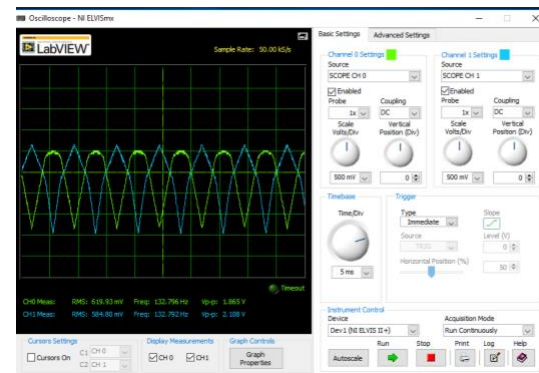 Oscilloscope - NI ELVISmx
LabVIEW
Sample Rate: 50.00 kS/s
Timeout
CH0 Meas: RMS: 619.93 mV Freq: 132.796 Hz Vp-p: 1.865 V
CH1 Meas: RMS: 584.80 mV Freq: 132.792 Hz Vp-p: 2.108 V
Cursors Settings
Cursors On
C1 CH 0
C2 CH 1
Display Measurements
CH 0
CH1
Graph Controls
Graph
Properties
Basic Settings
Advanced Settings
Channel 0 Settings
Source
SCOPE CH 0
Enabled
Probe
Coupling
1x
DC
Scale
Volts/Div
Vertical
Position (Div)
500 mV
0
Channel 1 Settings
Source
SCOPE CH 1
Enabled
Probe
Coupling
1x
DC
Scale
Volts/Div
Vertical
Position (Div)
500 mV
0
Timebase
Time/Div
5 ms
Trigger
Type
Immediate
Slope
Source
TRIG
Level (V)
0
Horizontal Position (%)
50
Instrument Control
Device
Dev1 (NI ELVIS II+)
Acquisition Mode
Run Continuously
Run
Stop
Print
Log
Help
Autoscale